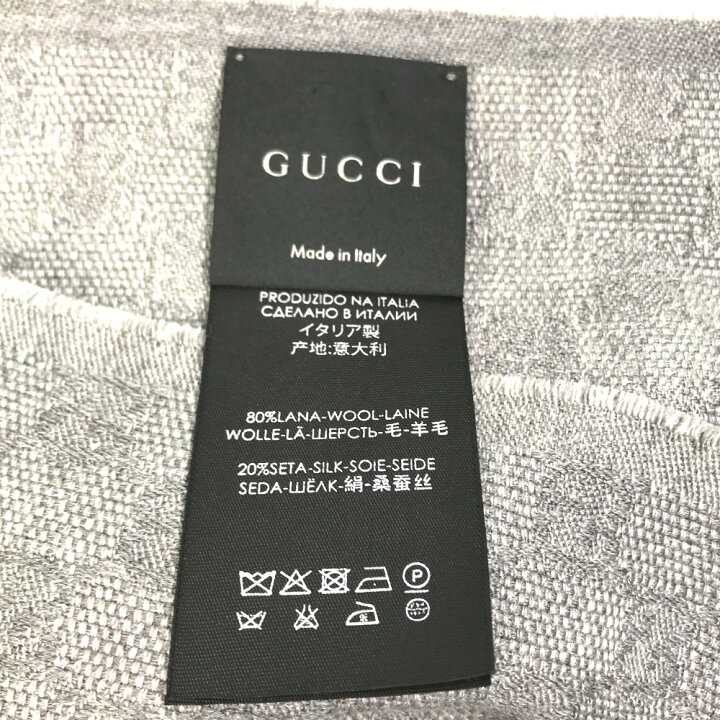 GUCCI
Made in Italy
PRODUZIDO NA ITALIA
СДЕЛАНО В ИТАЛИИ
イタリア製
产地:意大利
80%LANA-WOOL-LAINE
WOLLE-LÃ-ШЕРСТЬ-毛-羊毛
20%SETA-SILK-SOIE-SEIDE
SEDA-ШЁЛК-絹-桑蚕丝
P